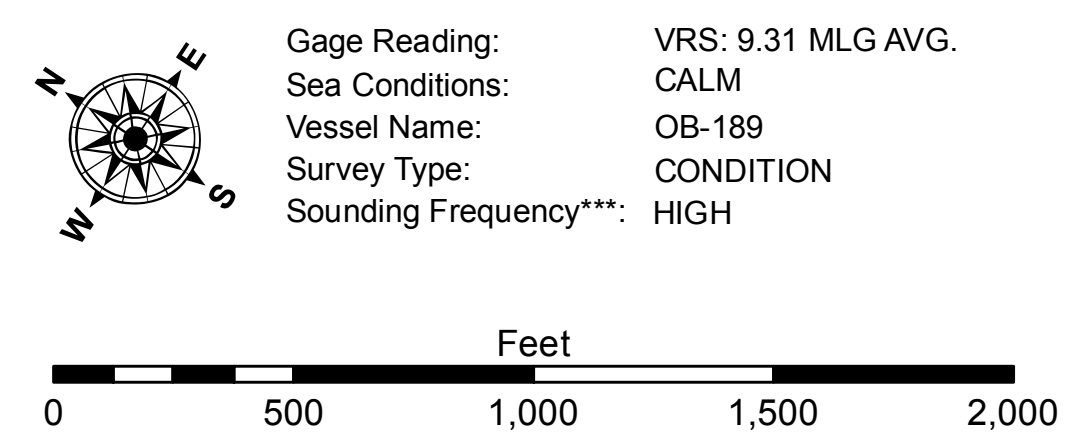 N E
W S
Gage Reading: VRS: 9.31 MLG AVG.
Sea Conditions: CALM
Vessel Name: OB-189
Survey Type: CONDITION
Sounding Frequency***: HIGH
Feet
0 500 1,000 1,500 2,000